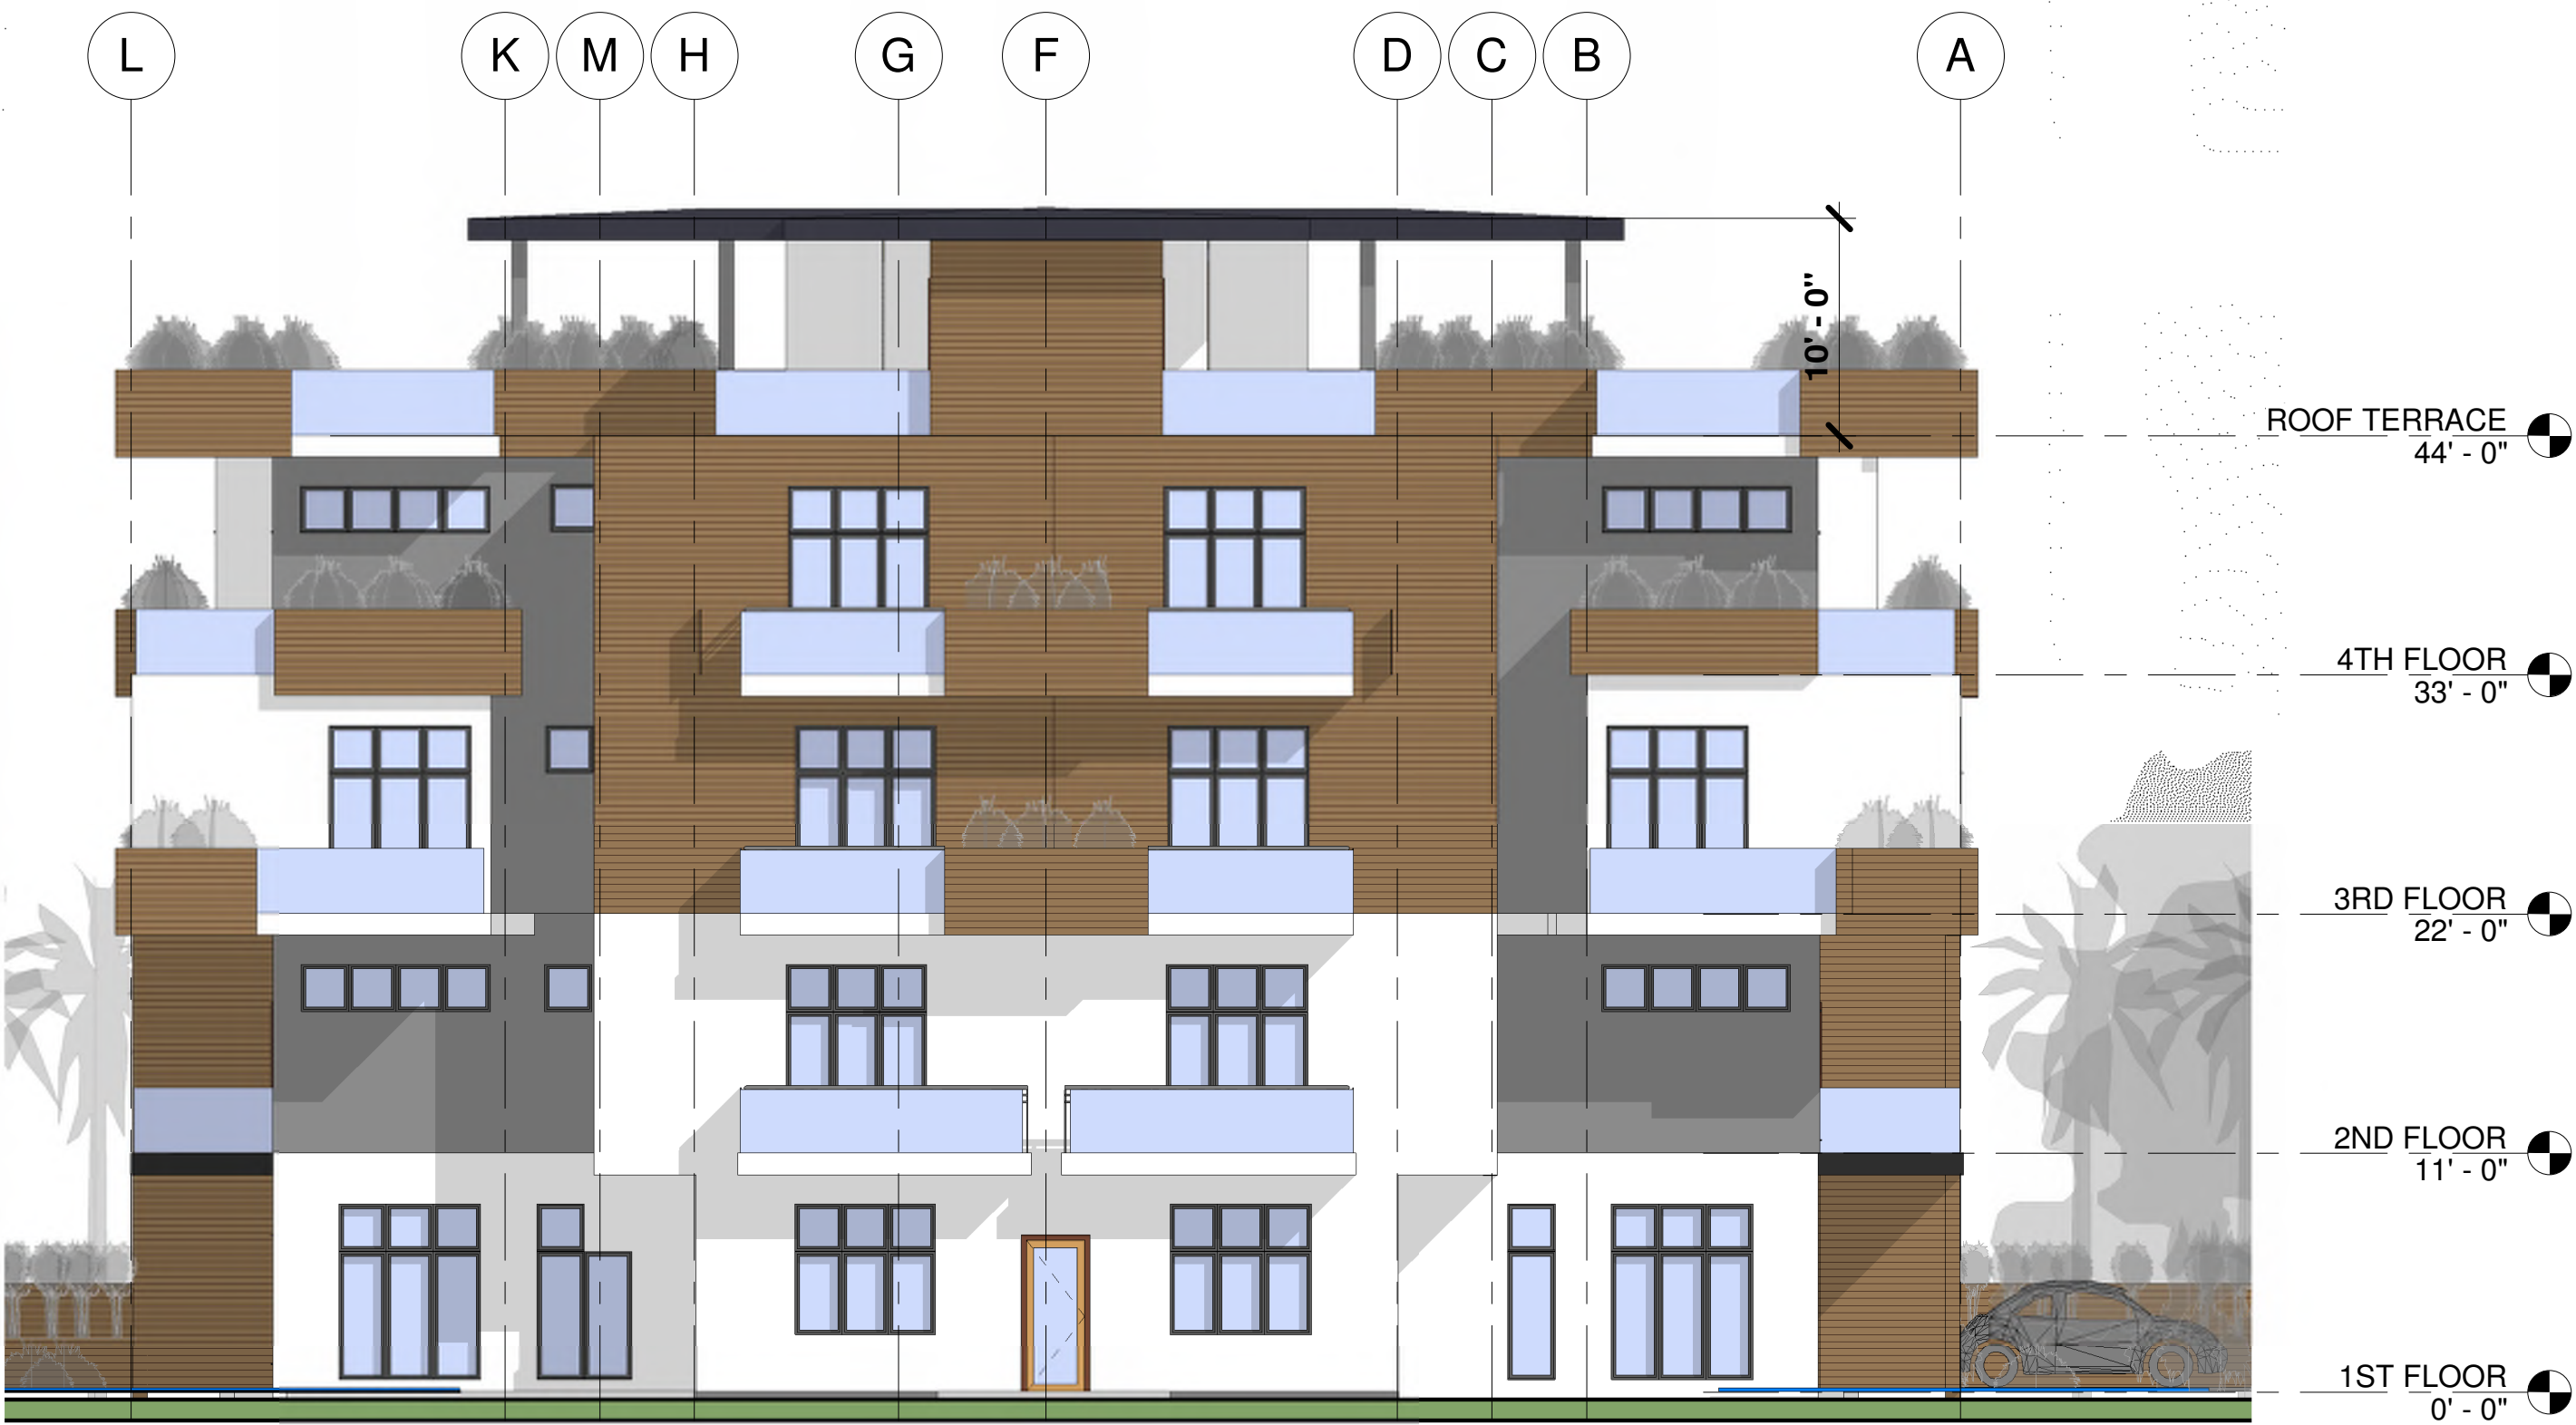 L K M H G F D C B A
10' - 0"
ROOF TERRACE
44' - 0"
4TH FLOOR
33' - 0"
3RD FLOOR
22' - 0"
2ND FLOOR
11' - 0"
1ST FLOOR
0' - 0"